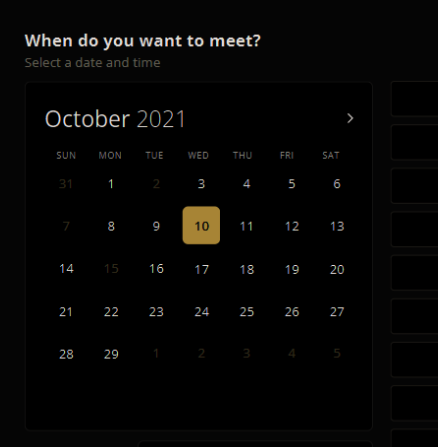 When do you want to meet?
Select a date and time
October 2021
SUN MON TUE WED THU FRI SAT
31 1 2 3 4 5 6
7 8 9 10 11 12 13
14 15 16 17 18 19 20
21 22 23 24 25 26 27
28 29 1 2 3 4 5